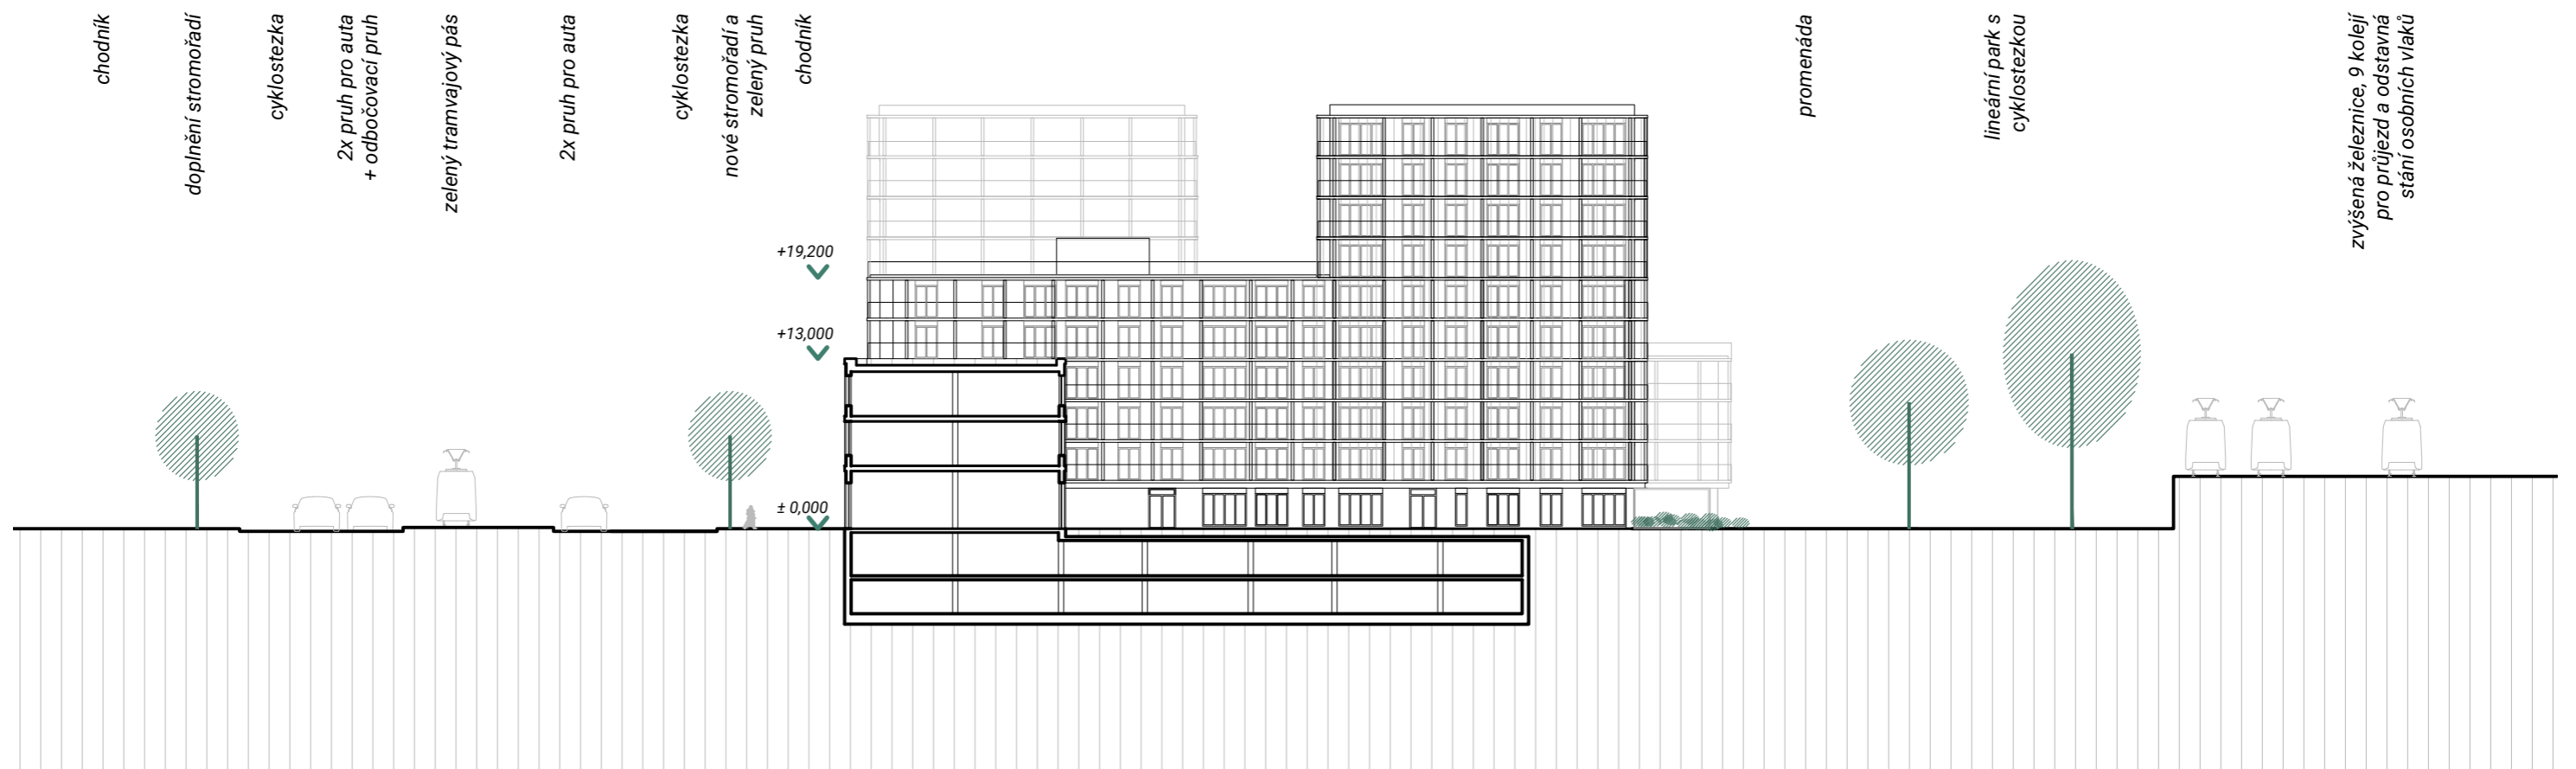 chodník
doplnění stromořadí
cyklostezka
2x pruh pro auta
+ odbočovací pruh
zelený tramvajový pás
2x pruh pro auta
cyklostezka
nové stromořadí a
zelený pruh
chodník
promenáda
lineární park s
cyklostezkou
zvýšená železnice, 9 kolejí
pro průjezd a odstavná
stání osobních vlaků
+19,200
+13,000
± 0,000